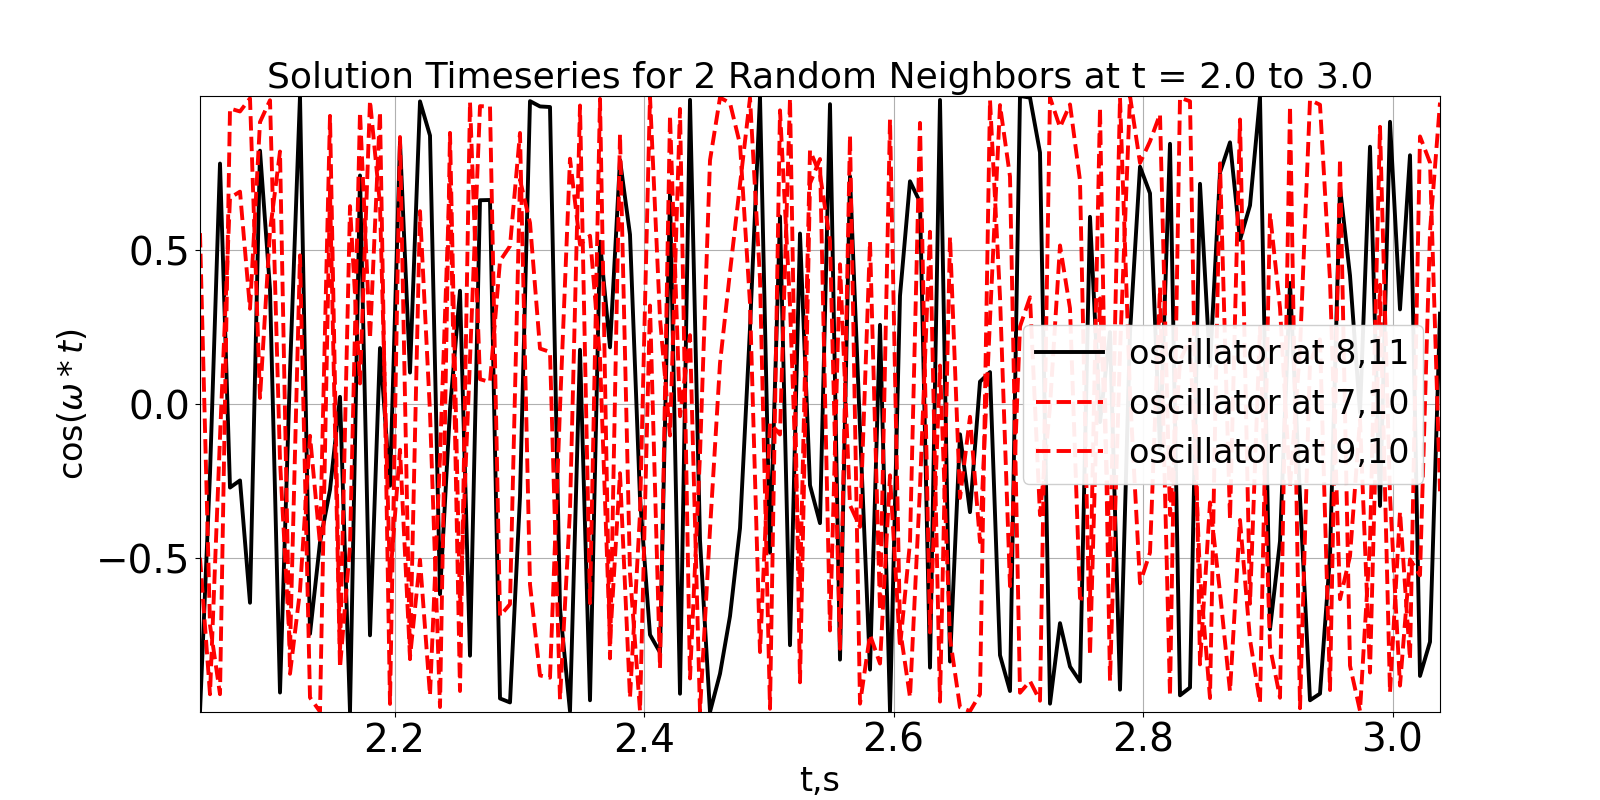 Solution Timeseries for 2 Random Neighbors at t = 2.0 to 3.0
cos(ω * t)
0.5
0.0
−0.5
oscillator at 8,11
oscillator at 7,10
oscillator at 9,10
2.2
2.4
2.6
2.8
3.0
t,s